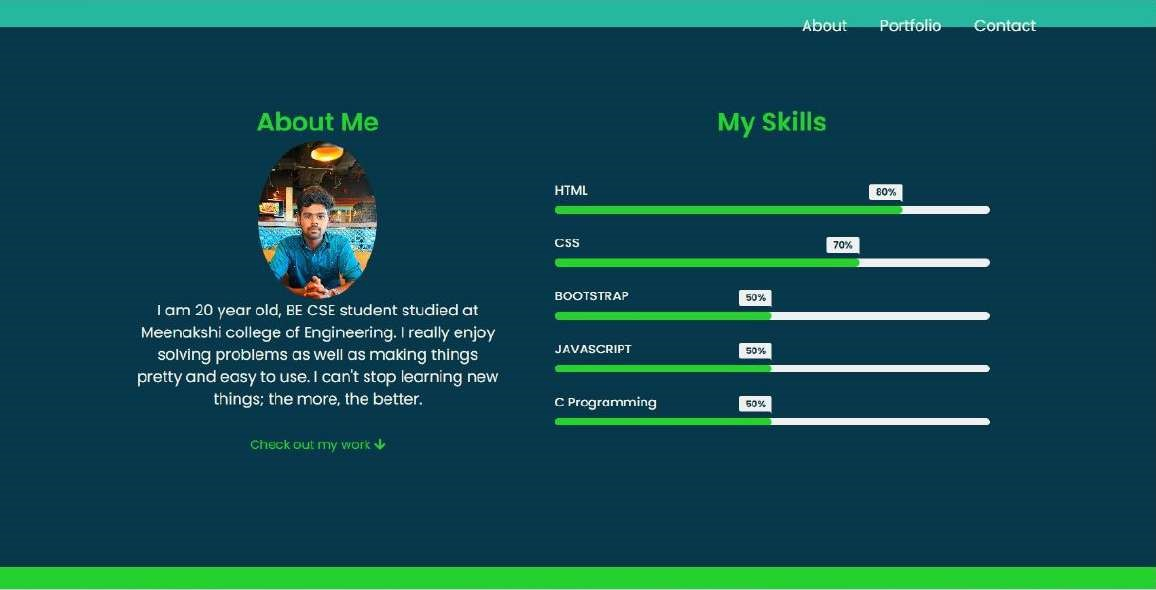 About Portfolio Contact
About Me
I am 20 year old, BE CSE student studied at
Meenakshi college of Engineering. I really enjoy
solving problems as well as making things
pretty and easy to use. I can't stop learning new
things; the more, the better.
Check out my work
My Skills
HTML 80%
CSS 70%
BOOTSTRAP 50%
JAVASCRIPT 50%
C Programming 50%